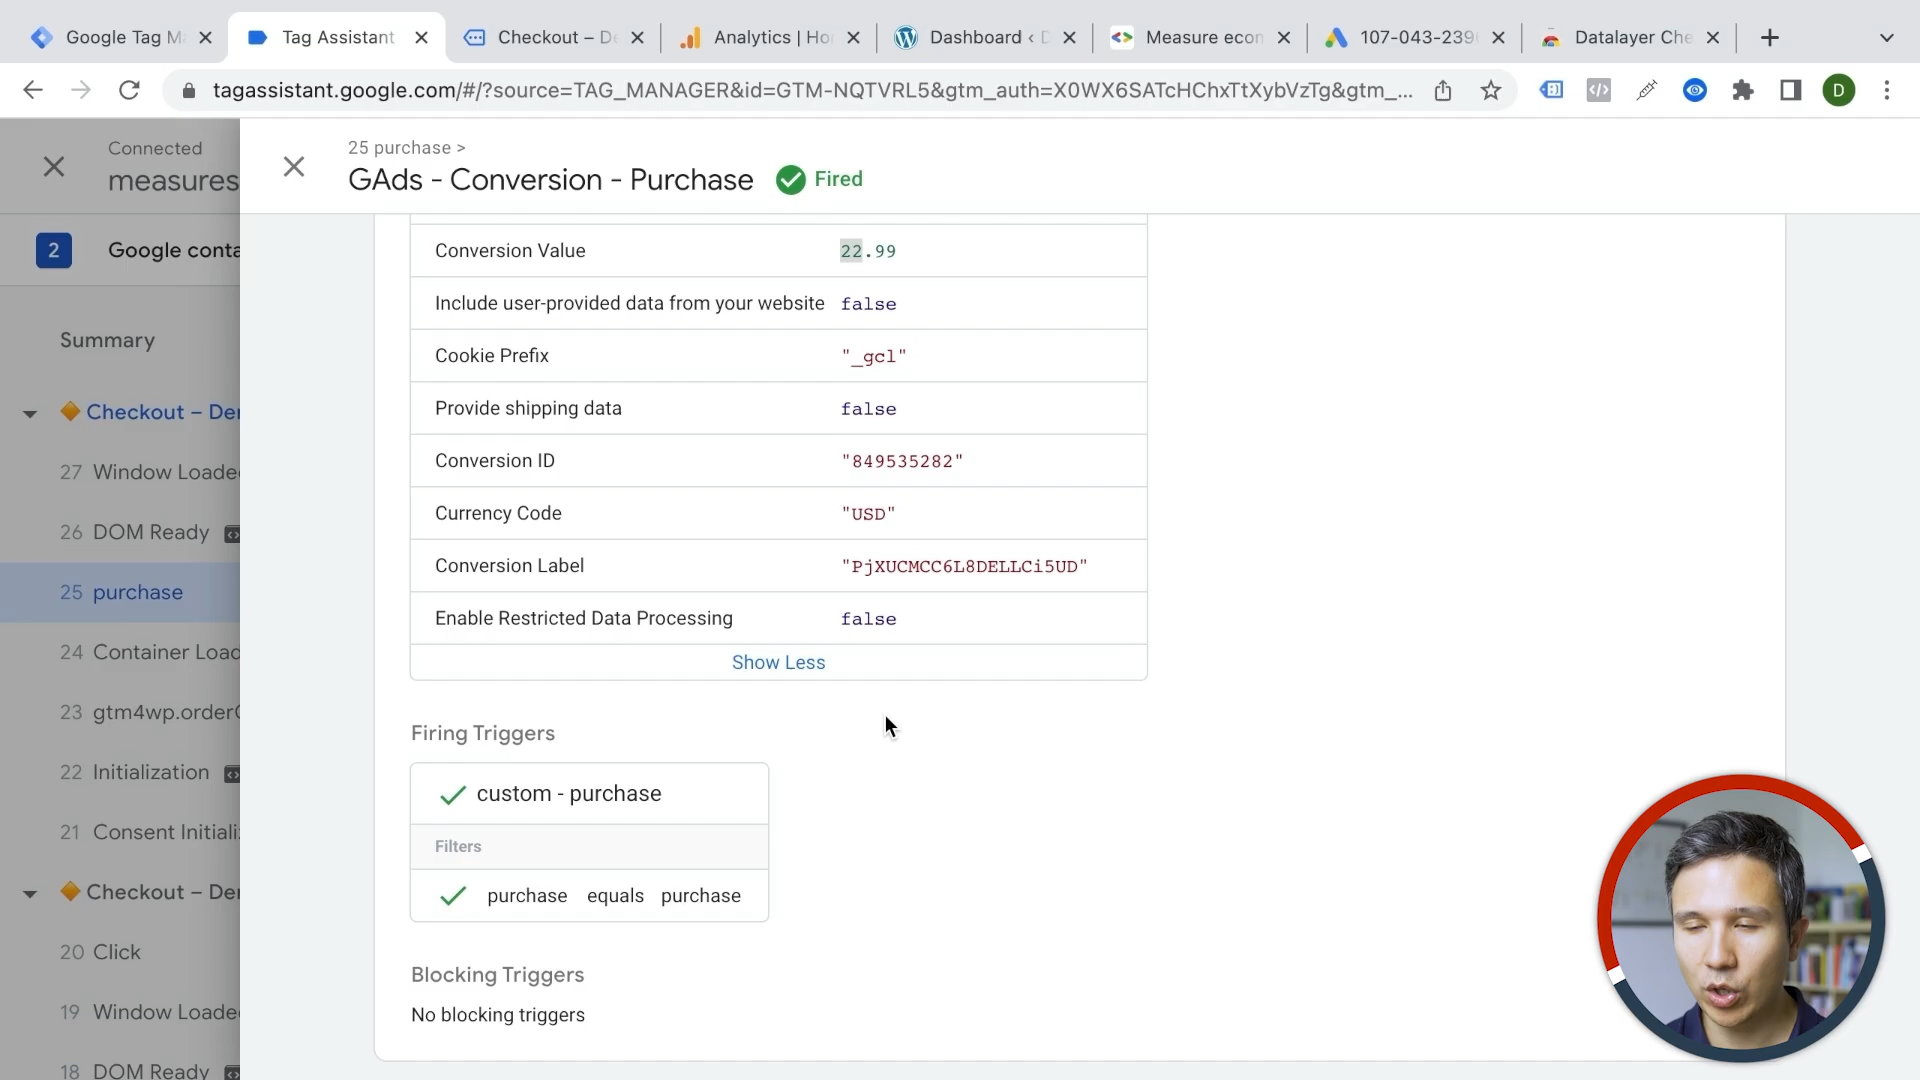 Google Tag Ma
Tag Assistant
Checkout – De
Analytics | Ho
Dashboard ‹ D
Measure econ
107-043-239
Datalayer Che
tagassistant.google.com/#/?source=TAG_MANAGER&id=GTM-NQTVRL5&gtm_auth=X0WX6SATcHChxTtXybVzTg&gtm_...
D
Connected
measures
25 purchase >
GAds - Conversion - Purchase
Fired
2
Google conta
Summary
Checkout – Der
27 Window Loade
26 DOM Ready
25 purchase
24 Container Load
23 gtm4wp.order
22 Initialization
21 Consent Initiali
Checkout – Der
20 Click
19 Window Loade
18 DOM Ready
Conversion Value 22.99
Include user-provided data from your website false
Cookie Prefix "_gcl"
Provide shipping data false
Conversion ID "849535282"
Currency Code "USD"
Conversion Label "PjXUCMCC6L8DELLCi5UD"
Enable Restricted Data Processing false
Show Less
Firing Triggers
custom - purchase
Filters
purchase equals purchase
Blocking Triggers
No blocking triggers